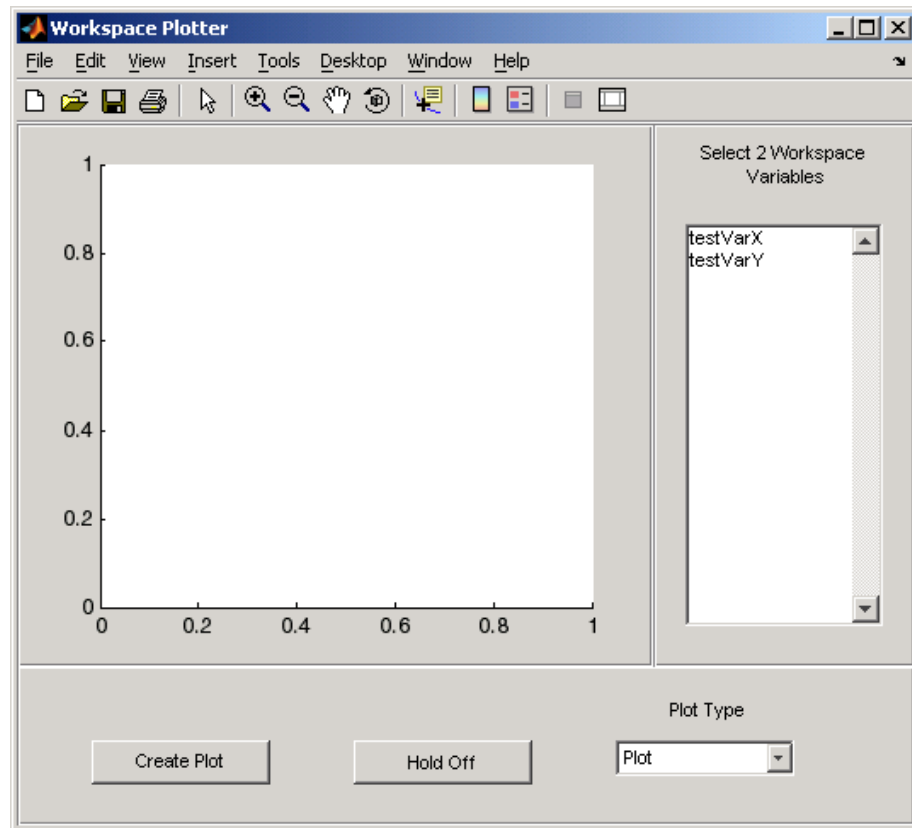 Workspace Plotter
File Edit View Insert Tools Desktop Window Help
Select 2 Workspace
Variables
testVarX
testVarY
1
0.8
0.6
0.4
0.2
0
0 0.2 0.4 0.6 0.8 1
Plot Type
Create Plot Hold Off Plot